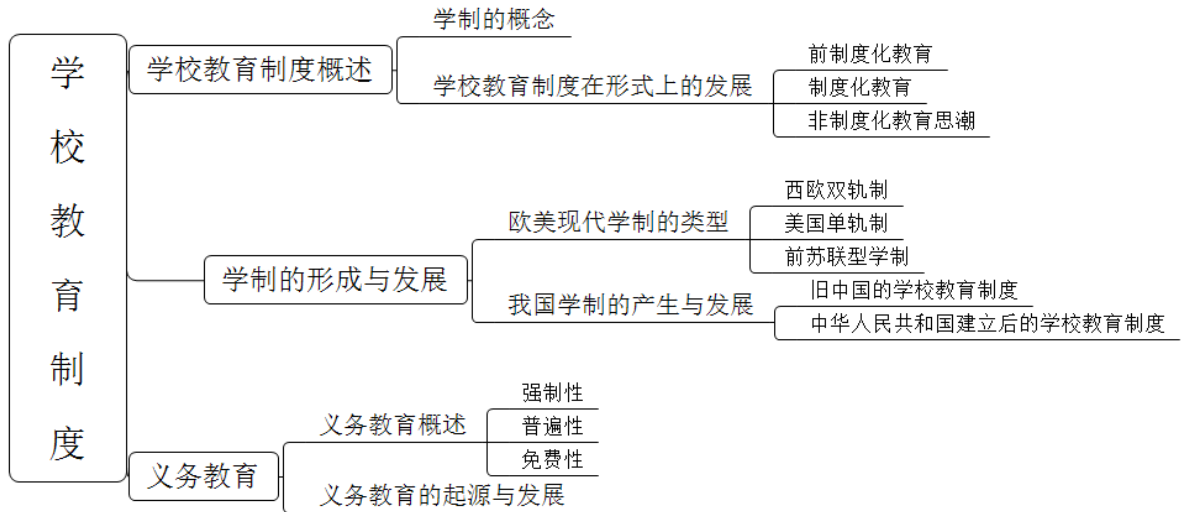 学校教育制度
学校教育制度概述
学制的概念
学校教育制度在形式上的发展
前制度化教育
制度化教育
非制度化教育思潮
学制的形成与发展
欧美现代学制的类型
西欧双轨制
美国单轨制
前苏联型学制
我国学制的产生与发展
旧中国的学校教育制度
中华人民共和国建立后的学校教育制度
义务教育
义务教育概述
强制性
普遍性
免费性
义务教育的起源与发展